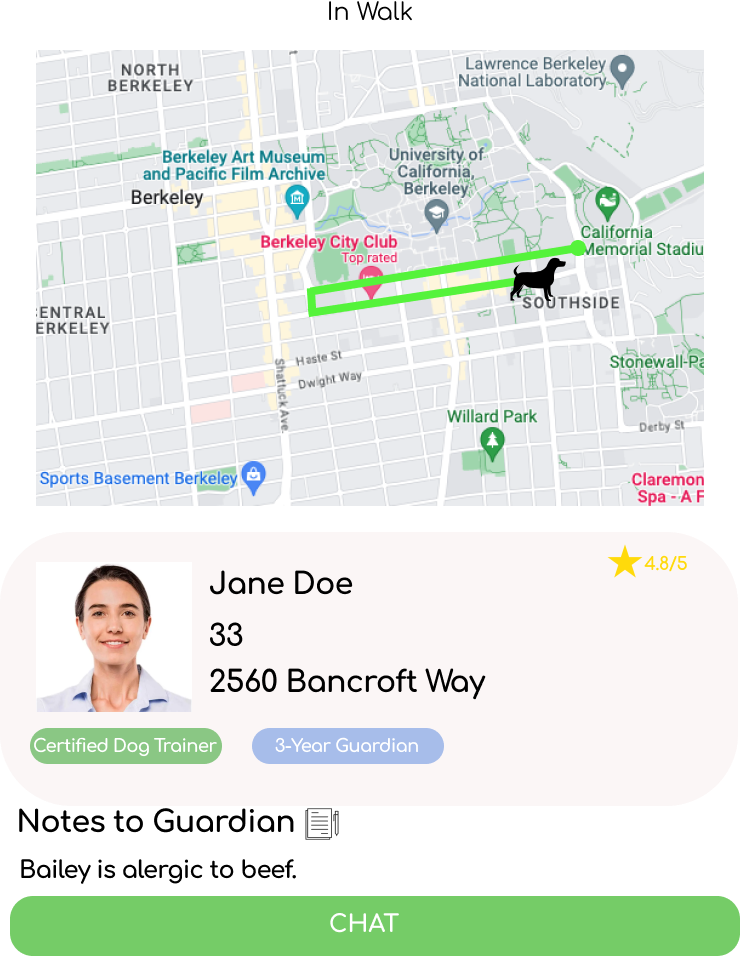 In Walk
Lawrence Berkeley
National Laboratory
NORTH
BERKELEY
Berkeley Art Museum
and Pacific Film Archive
University of
California,
Berkeley
Berkeley
California
Memorial Stadiu
Berkeley City Club
Top rated
SOUTHSIDE
ENTRAL
ERKELEY
Haste St
Dwight Way
Shattuck Ave.
Stonewall-Pa
Willard Park
Derby St
Sports Basement Berkeley
Claremon
Spa - A F
4.8/5
Jane Doe
33
2560 Bancroft Way
Certified Dog Trainer
3-Year Guardian
Notes to Guardian
Bailey is alergic to beef.
CHAT